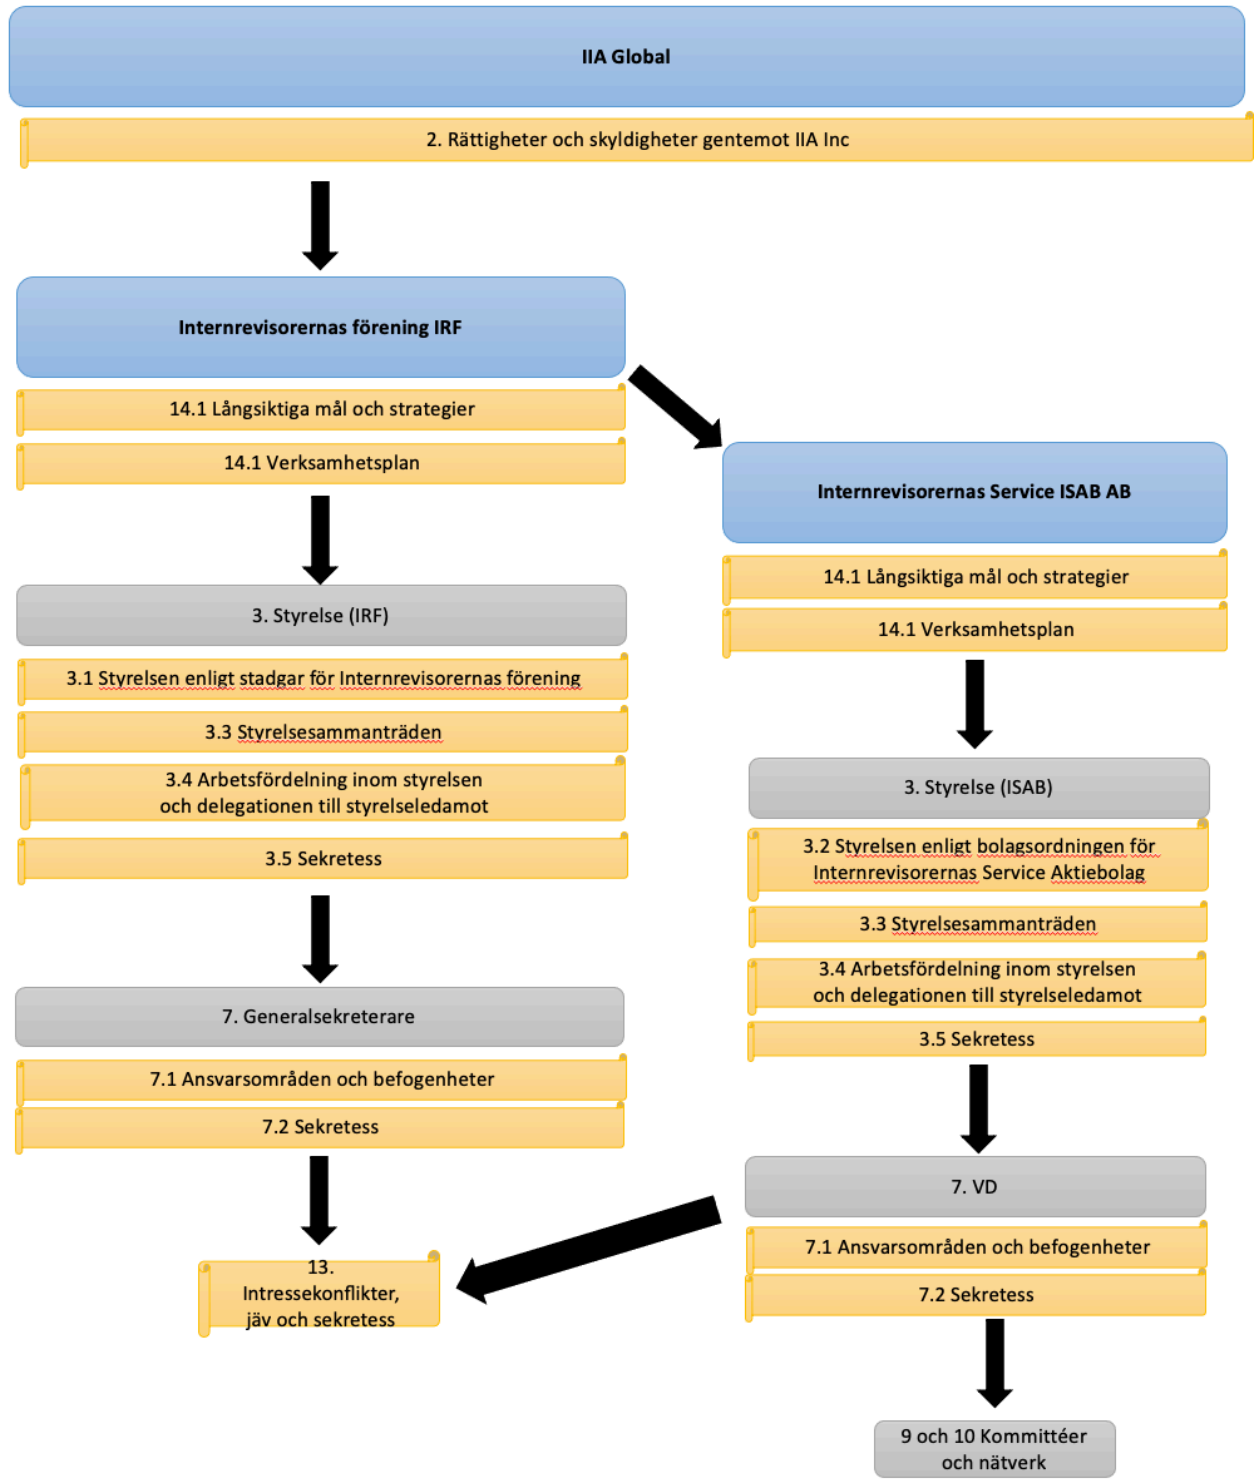 IIA Global
2. Rättigheter och skyldigheter gentemot IIA Inc
Internrevisorernas förening IRF
14.1 Långsiktiga mål och strategier
14.1 Verksamhetsplan
3. Styrelse (IRF)
3.1 Styrelsen enligt stadgar för Internrevisorernas förening
3.3 Styrelsesammanträden
3.4 Arbetsfördelning inom styrelsen
och delegationen till styrelseledamot
3.5 Sekretess
7. Generalsekreterare
7.1 Ansvarsområden och befogenheter
7.2 Sekretess
13.
Intressekonflikter,
jäv och sekretess
Internrevisorernas Service ISAB AB
14.1 Långsiktiga mål och strategier
14.1 Verksamhetsplan
3. Styrelse (ISAB)
3.2 Styrelsen enligt bolagsordningen för
Internrevisorernas Service Aktiebolag
3.3 Styrelsesammanträden
3.4 Arbetsfördelning inom styrelsen
och delegationen till styrelseledamot
3.5 Sekretess
7. VD
7.1 Ansvarsområden och befogenheter
7.2 Sekretess
9 och 10 Kommittéer
och nätverk